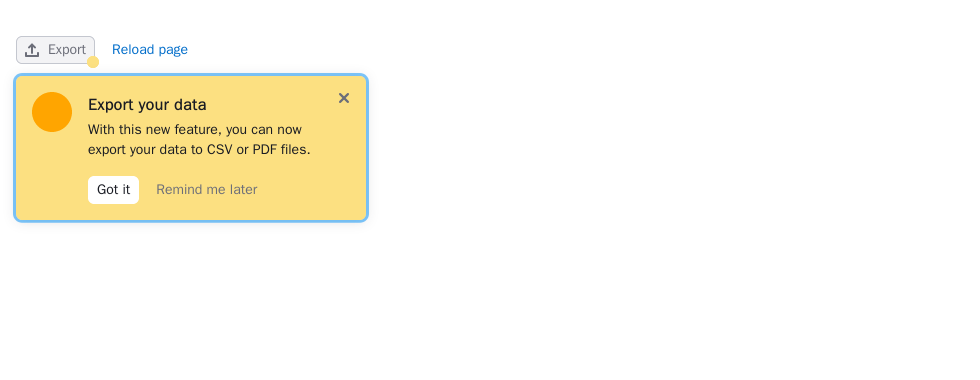 Export
Reload page
Export your data
With this new feature, you can now
export your data to CSV or PDF files.
Got it
Remind me later